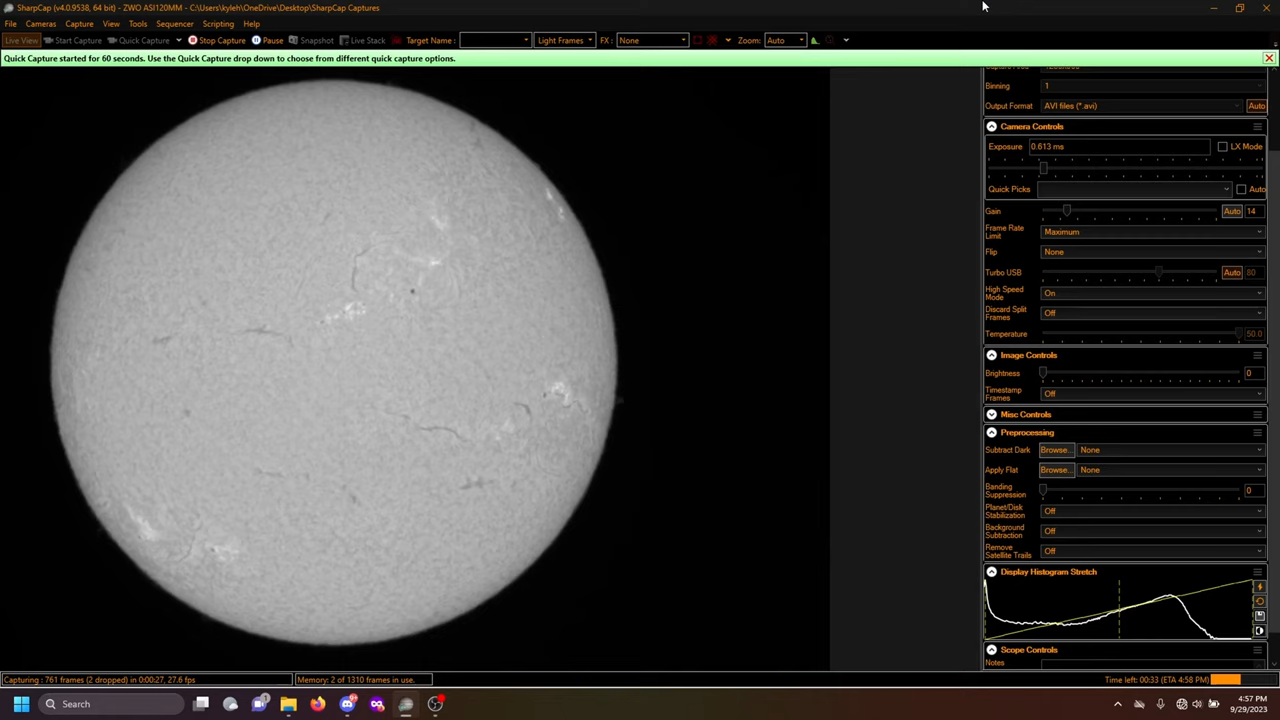 SharpCap (v4.0.9538, 64 bit) - ZWO ASI120MM - C:\Users\kyleh\OneDrive\Desktop\SharpCap Captures
File Camera Capture View Tools Sequencer Scripting Help
Live View Start Capture Quick Capture Stop Capture Pause Snapshot Live Stack Target Name : Light Frames FX : None Zoom: Auto
Quick Capture started for 60 seconds. Use the Quick Capture drop down to choose from different quick capture options.
Binning 1
Output Format AVI files (*.avi) Auto
Camera Controls
Exposure 0.613 ms LX Mode
Quick Picks Auto
Gain Auto 14
Frame Rate Limit Maximum
Flip None
Turbo USB Auto 80
High Speed Mode On
Discard Split Frames Off
Temperature 50.0
Image Controls
Brightness 0
Timestamp Frames Off
Misc Controls
Preprocessing
Subtract Dark Browse... None
Apply Flat Browse... None
Banding Suppression 0
Planet/Disk Stabilization Off
Background Subtraction Off
Remove Satellite Trails Off
Display Histogram Stretch
Scope Controls
Notes
Capturing : 761 frames (2 dropped) in 0:00:27, 27.6 fps Memory: 2 of 1310 frames in use. Time left: 00:33 (ETA 4:58 PM)
Search
4:57 PM
9/29/2023